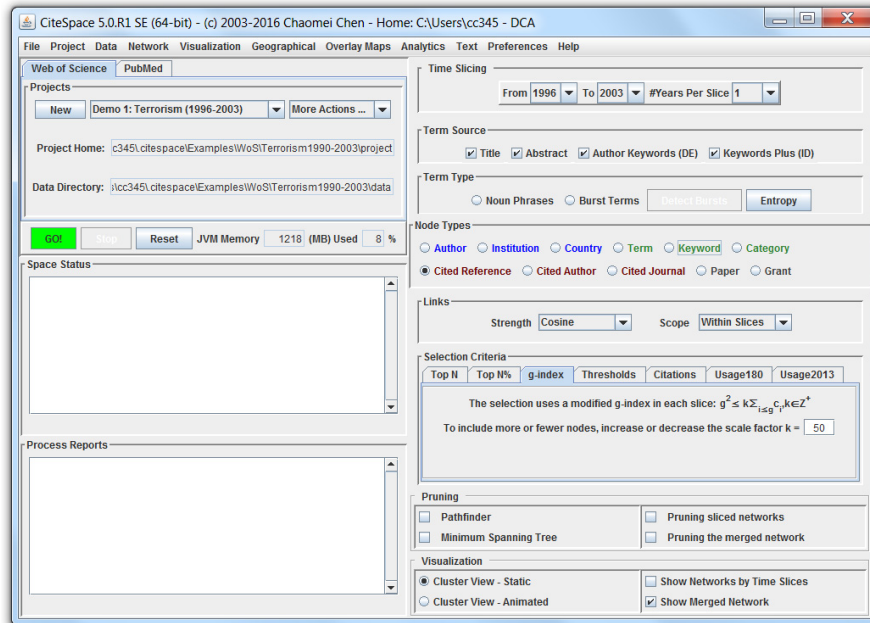 CiteSpace 5.0.R1 SE (64-bit) - (c) 2003-2016 Chaomei Chen - Home: C:\Users\cc345 - DCA
File Project Data Network Visualization Geographical Overlay Maps Analytics Text Preferences Help
Web of Science PubMed
Projects
New Demo 1: Terrorism (1996-2003) More Actions ...
Project Home: c345\.citespace\Examples\WoS\Terrorism1990-2003\project
Data Directory: s\cc345\.citespace\Examples\WoS\Terrorism1990-2003\data
GO! Stop Reset JVM Memory 1218 (MB) Used 8 %
Space Status
Process Reports
Time Slicing
From 1996 To 2003 #Years Per Slice 1
Term Source
Title Abstract Author Keywords (DE) Keywords Plus (ID)
Term Type
Noun Phrases Burst Terms Detect Bursts Entropy
Node Types
Author Institution Country Term Keyword Category
Cited Reference Cited Author Cited Journal Paper Grant
Links
Strength Cosine Scope Within Slices
Selection Criteria
Top N Top N% g-index Thresholds Citations Usage180 Usage2013
The selection uses a modified g-index in each slice: g² ≤ kΣ_{i≤g} c_i, k∈Z⁺
To include more or fewer nodes, increase or decrease the scale factor k = 50
Pruning
Pathfinder Pruning sliced networks
Minimum Spanning Tree Pruning the merged network
Visualization
Cluster View - Static Show Networks by Time Slices
Cluster View - Animated Show Merged Network